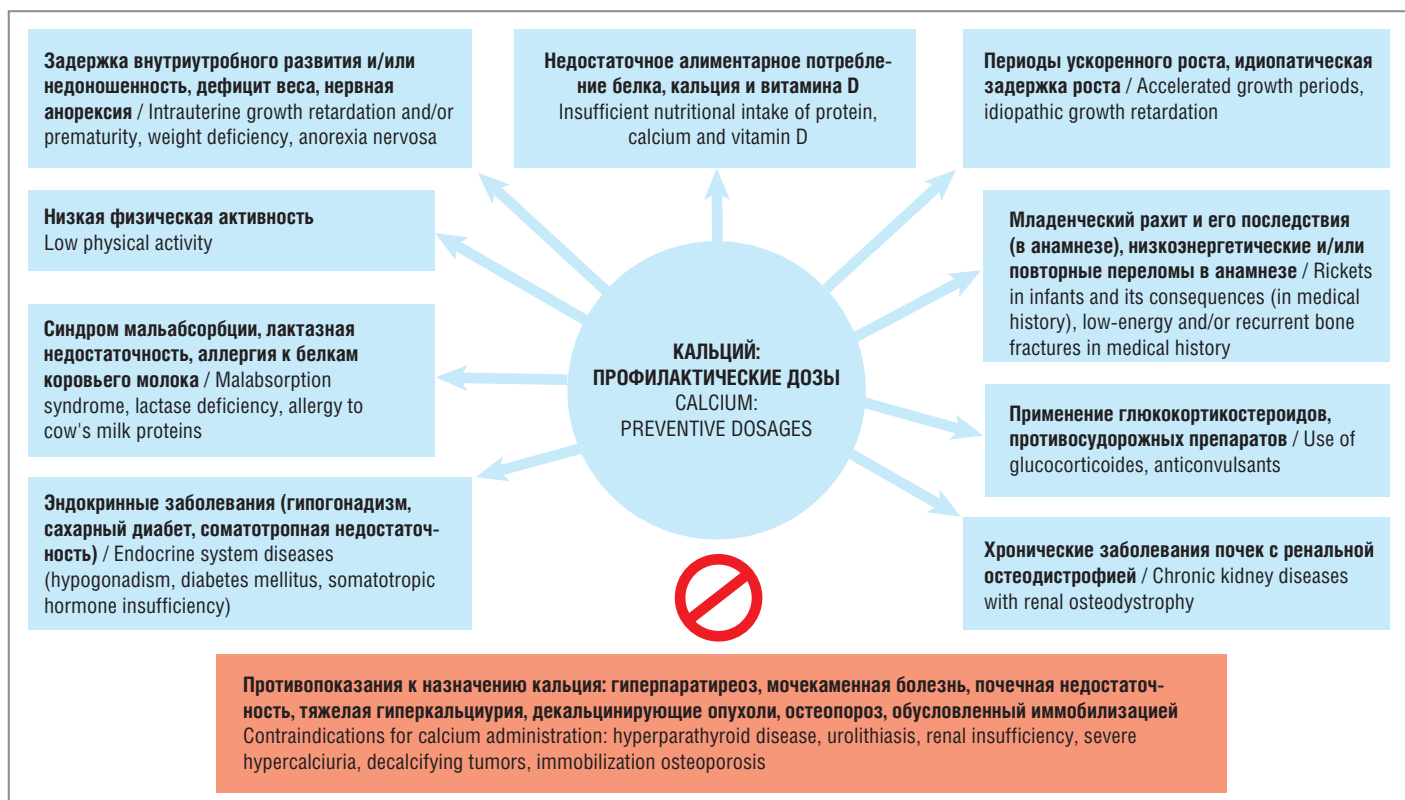 Задержка внутриутробного развития и/или
недоношенность, дефицит веса, нервная
анорексия / Intrauterine growth retardation and/or
prematurity, weight deficiency, anorexia nervosa
Недостаточное алиментарное потребле-
ние белка, кальция и витамина D
Insufficient nutritional intake of protein,
calcium and vitamin D
Периоды ускоренного роста, идиопатическая
задержка роста / Accelerated growth periods,
idiopathic growth retardation
Низкая физическая активность
Low physical activity
Младенческий рахит и его последствия
(в анамнезе), низкоэнергетические и/или
повторные переломы в анамнезе / Rickets
in infants and its consequences (in medical
history), low-energy and/or recurrent bone
fractures in medical history
Синдром мальабсорбции, лактазная
недостаточность, аллергия к белкам
коровьего молока / Malabsorption
syndrome, lactase deficiency, allergy to
cow's milk proteins
КАЛЬЦИЙ:
ПРОФИЛАКТИЧЕСКИЕ ДОЗЫ
CALCIUM:
PREVENTIVE DOSAGES
Применение глюкокортикостероидов,
противосудорожных препаратов / Use of
glucocorticoids, anticonvulsants
Эндокринные заболевания (гипогонадизм,
сахарный диабет, соматотропная недостаточ-
ность) / Endocrine system diseases
(hypogonadism, diabetes mellitus, somatotropic
hormone insufficiency)
Хронические заболевания почек с ренальной
остеодистрофией / Chronic kidney diseases
with renal osteodystrophy
Противопоказания к назначению кальция: гиперпаратиреоз, мочекаменная болезнь, почечная недостаточ-
ность, тяжелая гиперкальциурия, декальцинирующие опухоли, остеопороз, обусловленный иммобилизацией
Contraindications for calcium administration: hyperparathyroid disease, urolithiasis, renal insufficiency, severe
hypercalciuria, decalcifying tumors, immobilization osteoporosis